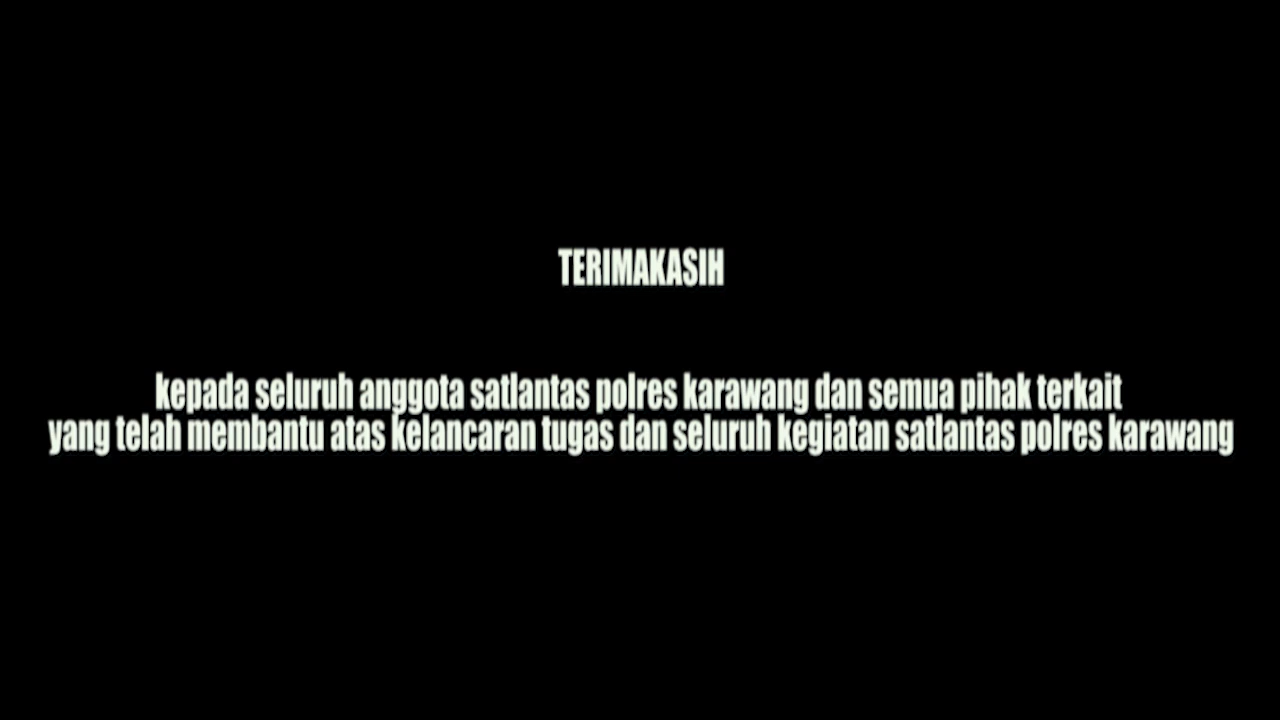 TERIMAKASIH
kepada seluruh anggota satlantas polres karawang dan semua pihak terkait
yang telah membantu atas kelancaran tugas dan seluruh kegiatan satlantas polres karawang